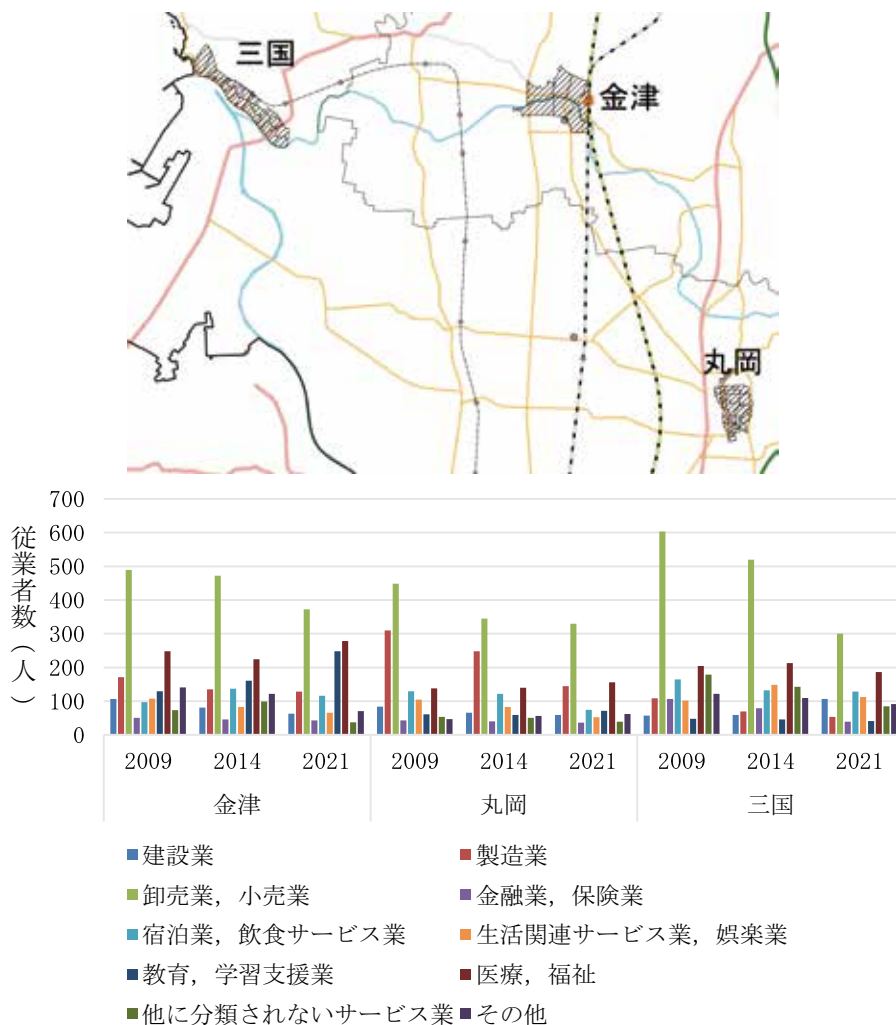 三国
金津
丸岡
700
600
500
400
300
200
100
0
従業者数(人)
2009 2014 2021 2009 2014 2021 2009 2014 2021
金津 丸岡 三国
建設業 製造業
卸売業，小売業 金融業，保険業
宿泊業，飲食サービス業 生活関連サービス業，娯楽業
教育，学習支援業 医療，福祉
他に分類されないサービス業 その他